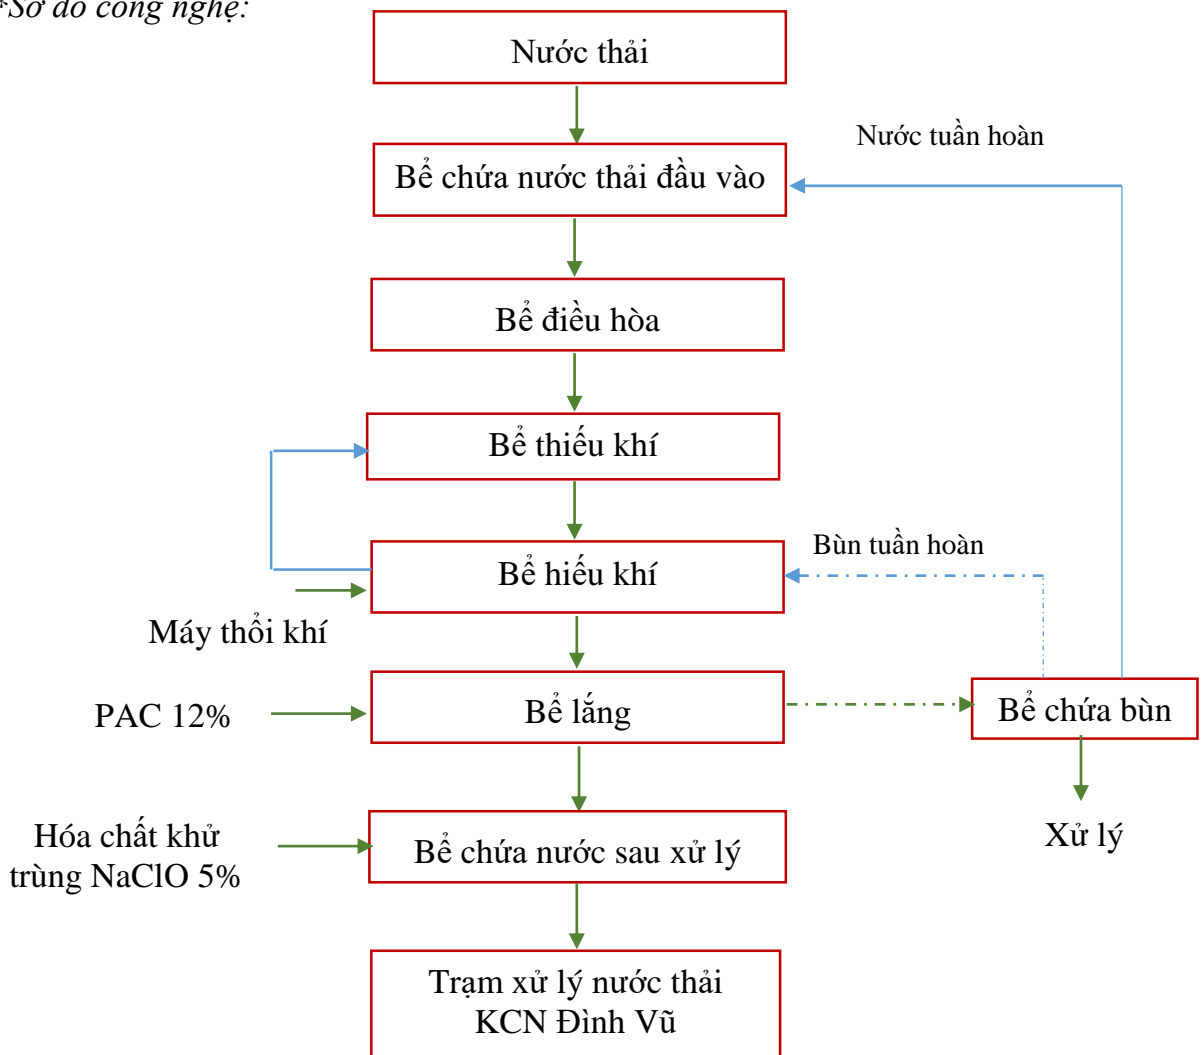 *Sơ đồ công nghệ:
Nước thải
Nước tuần hoàn
Bể chứa nước thải đầu vào
Bể điều hòa
Bể thiếu khí
Bùn tuần hoàn
Bể hiếu khí
Máy thổi khí
PAC 12%
Bể lắng
Bể chứa bùn
Hóa chất khử
trùng NaClO 5%
Bể chứa nước sau xử lý
Xử lý
Trạm xử lý nước thải
KCN Đình Vũ